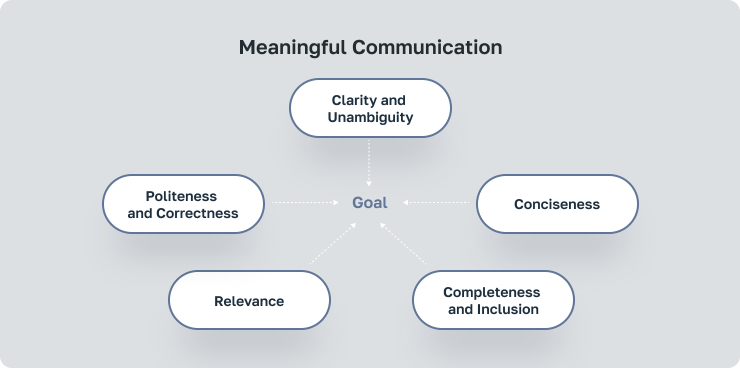 Meaningful Communication
Clarity and
Unambiguity
Politeness
and Correctness
Goal
Conciseness
Relevance
Completeness
and Inclusion